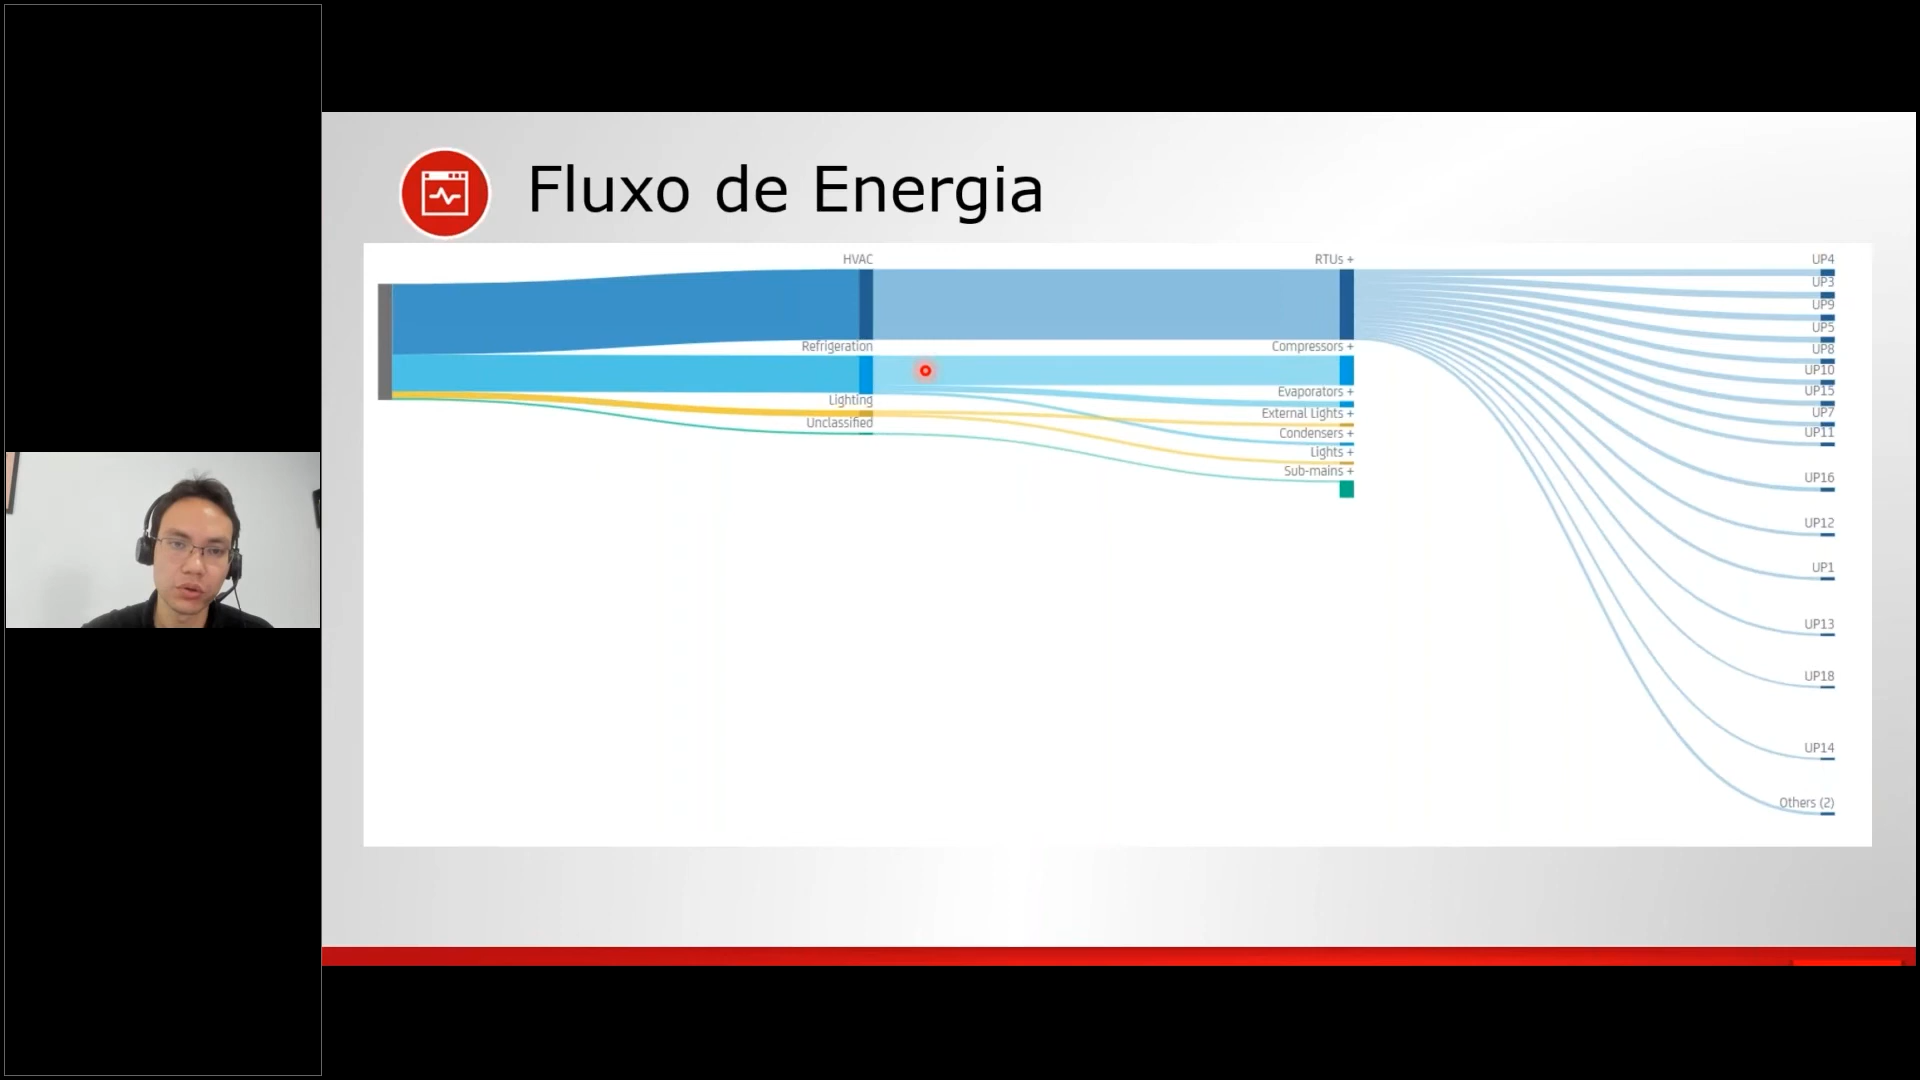 Fluxo de Energia
HVAC
Refrigeration
Lighting
Unclassified
RTUs +
Compressors +
Evaporators +
External Lights +
Condensers +
Lights +
Sub-mains +
UP4
UP3
UP9
UP5
UP8
UP10
UP15
UP7
UP11
UP16
UP12
UP1
UP13
UP18
UP14
Others (2)